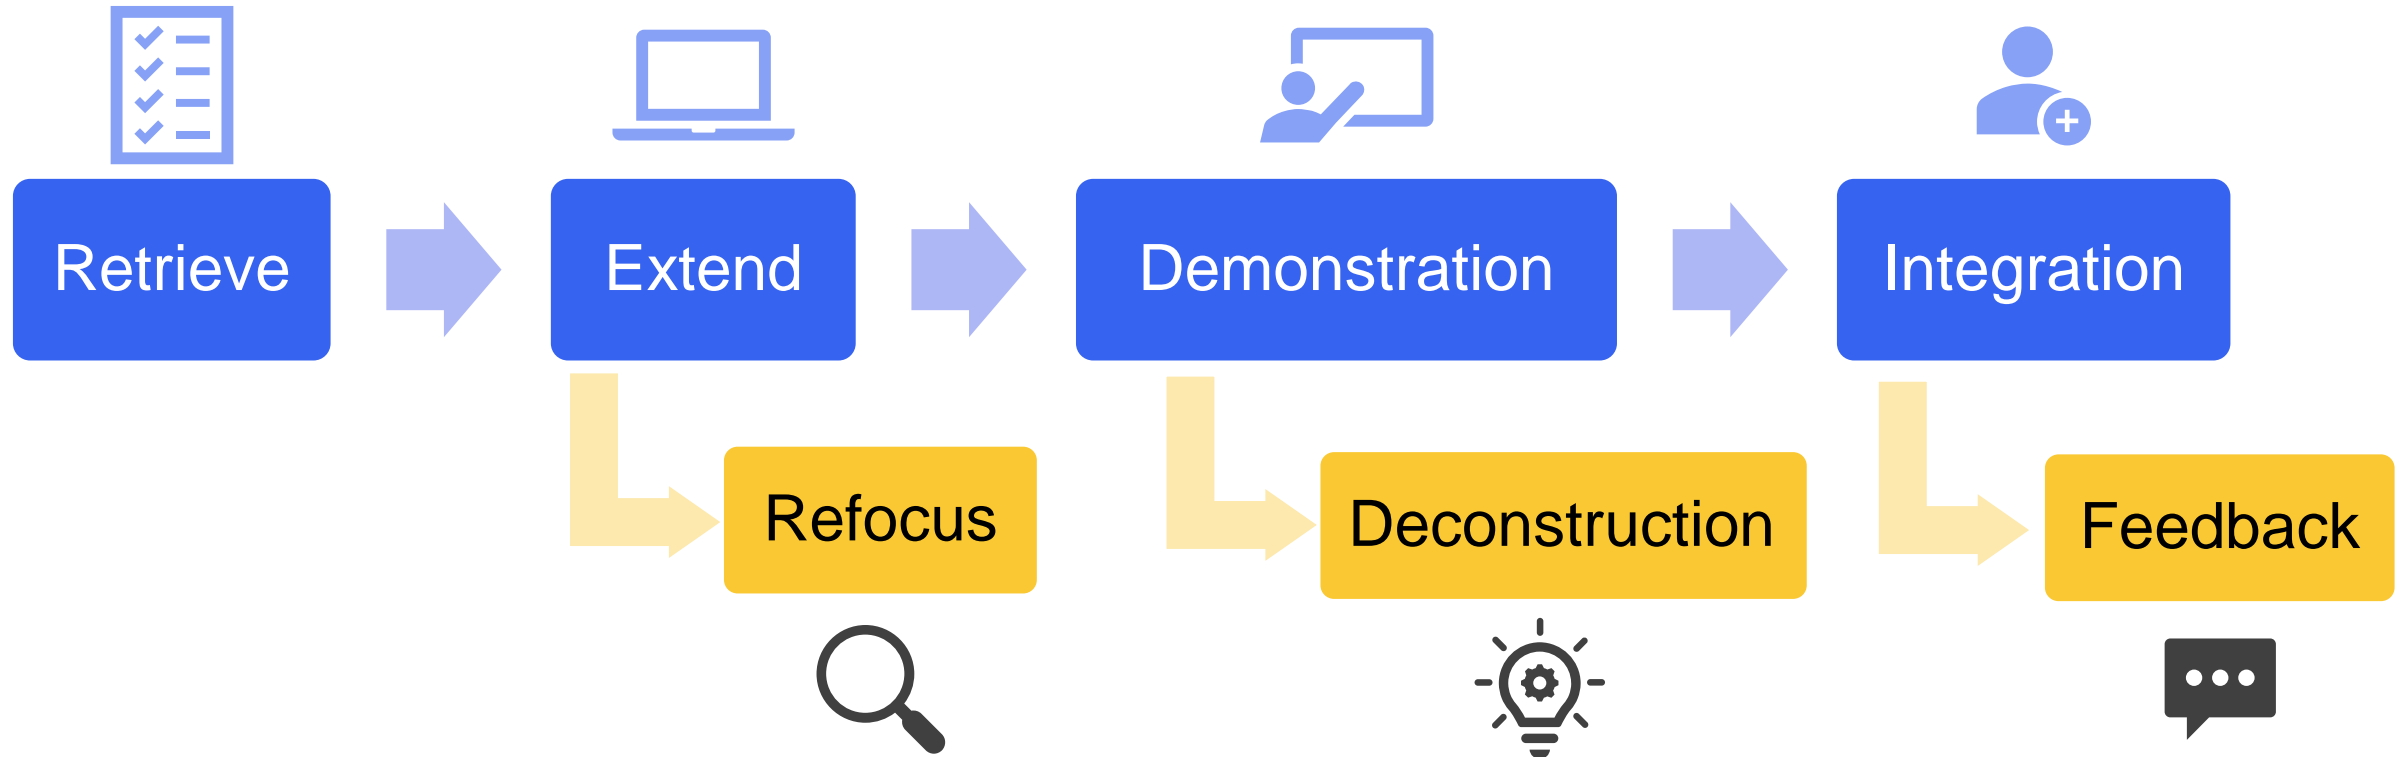 Retrieve
Extend
Demonstration
Integration
Refocus
Deconstruction
Feedback